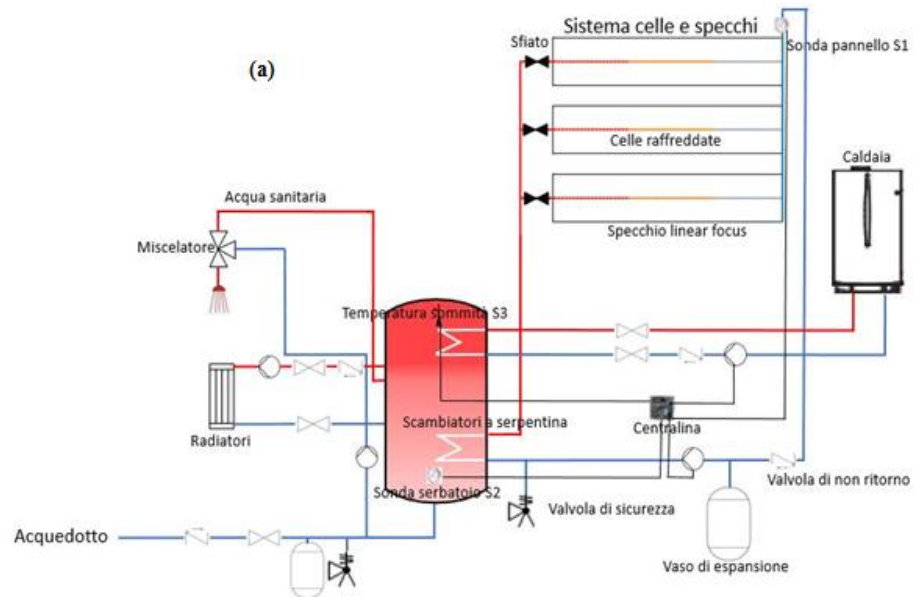 Sistema celle e specchi
Sfiato
Sonda pannello S1
(a)
Celle raffreddate
Caldaia
Acqua sanitaria
Specchio linear focus
Miscelatore
Temperatura sommità S3
Scambiatori a serpentina
Centralina
Radiatori
Sonda serbatoio S2
Valvola di non ritorno
Valvola di sicurezza
Acquedotto
Vaso di espansione